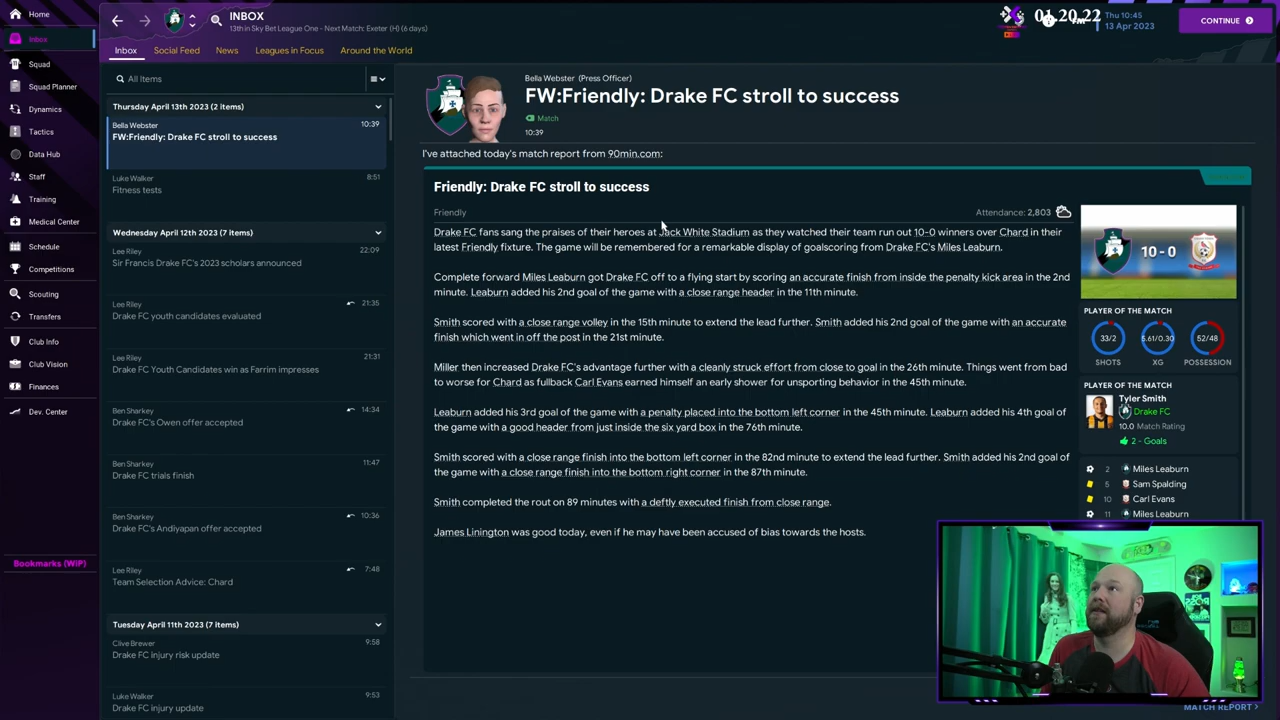 Home
Inbox
Squad
Squad Planner
Dynamics
Tactics
Data Hub
Staff
Training
Medical Center
Schedule
Competitions
Scouting
Transfers
Club Info
Club Vision
Finances
Dev. Center
Bookmarks (WiP)
INBOX
13th in Sky Bet League One - Next Match: Exeter (H) (6 days)
01.20.22
Thu 10:45
13 Apr 2023
CONTINUE
Inbox Social Feed News Leagues in Focus Around the World
All Items
Thursday April 13th 2023 (2 items)
Bella Webster 10:39
FW:Friendly: Drake FC stroll to success
Luke Walker 8:51
Fitness tests
Wednesday April 12th 2023 (7 items)
Lee Riley 22:09
Sir Francis Drake FC's 2023 scholars announced
Lee Riley 21:35
Drake FC youth candidates evaluated
Lee Riley 21:31
Drake FC Youth Candidates win as Farrim impresses
Ben Sharkey 14:34
Drake FC's Owen offer accepted
Ben Sharkey 11:47
Drake FC trials finish
Ben Sharkey 10:36
Drake FC's Andiyapan offer accepted
Lee Riley 7:48
Team Selection Advice: Chard
Tuesday April 11th 2023 (7 items)
Clive Brewer 9:58
Drake FC injury risk update
Luke Walker 9:53
Drake FC injury update
Bella Webster (Press Officer)
FW:Friendly: Drake FC stroll to success
Match
10:39
I've attached today's match report from 90min.com:
Friendly: Drake FC stroll to success
Friendly Attendance: 2,803
Drake FC fans sang the praises of their heroes at Jack White Stadium as they watched their team run out 10-0 winners over Chard in their
latest Friendly fixture. The game will be remembered for a remarkable display of goalscoring from Drake FC's Miles Leaburn.
Complete forward Miles Leaburn got Drake FC off to a flying start by scoring an accurate finish from inside the penalty kick area in the 2nd
minute. Leaburn added his 2nd goal of the game with a close range header in the 11th minute.
Smith scored with a close range volley in the 15th minute to extend the lead further. Smith added his 2nd goal of the game with an accurate
finish which went in off the post in the 21st minute.
Miller then increased Drake FC's advantage further with a cleanly struck effort from close to goal in the 26th minute. Things went from bad
to worse for Chard as fullback Carl Evans earned himself an early shower for unsporting behavior in the 45th minute.
Leaburn added his 3rd goal of the game with a penalty placed into the bottom left corner in the 45th minute. Leaburn added his 4th goal of
the game with a good header from just inside the six yard box in the 76th minute.
Smith scored with a close range finish into the bottom left corner in the 82nd minute to extend the lead further. Smith added his 2nd goal of
the game with a close range finish into the bottom right corner in the 87th minute.
Smith completed the rout on 89 minutes with a deftly executed finish from close range.
James Linington was good today, even if he may have been accused of bias towards the hosts.
10 - 0
PLAYER OF THE MATCH
33/2 5.61/0.30 52/48
SHOTS XG POSSESSION
PLAYER OF THE MATCH
Tyler Smith
Drake FC
10.0 Match Rating
2 - Goals
2 Miles Leaburn
5 Sam Spalding
10 Carl Evans
11 Miles Leaburn
MATCH REPORT